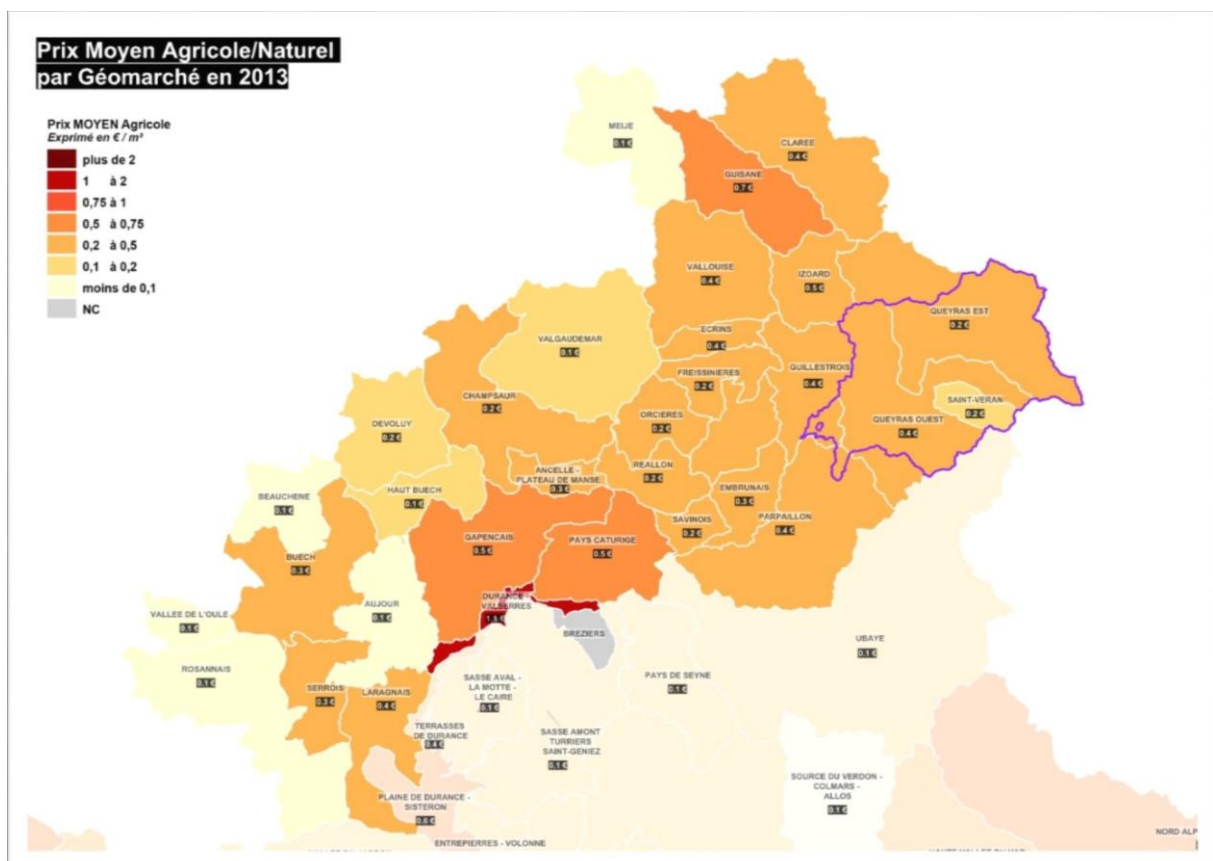 Prix Moyen Agricole/Naturel
par Géomarché en 2013
Prix MOYEN Agricole
Exprimé en € / m²
plus de 2
1 à 2
0,75 à 1
0,5 à 0,75
0,2 à 0,5
0,1 à 0,2
moins de 0,1
NC
MEIJE
0.1 €
CLAREE
0.4 €
GUISANE
0.7 €
VALLOUISE
0.4 €
IZOARD
0.5 €
QUEYRAS EST
0.2 €
ECRINS
0.4 €
VALGAUDEMAR
0.1 €
FREISSINIERES
0.2 €
GUILLESTROIS
0.4 €
CHAMPSAUR
0.2 €
SAINT-VERAN
0.2 €
ORCIERES
0.2 €
QUEYRAS OUEST
0.4 €
DEVOLUY
0.2 €
REALLON
0.2 €
ANCELLE -
PLATEAU DE MANSE
0.3 €
HAUT BUECH
0.1 €
EMBRUNAIS
0.3 €
BEAUCHENE
0.1 €
SAVINOIS
0.2 €
PARPAILLON
0.4 €
GAPENCAIS
0.5 €
PAYS CATURIGE
0.5 €
BUECH
0.3 €
DURANCE -
VALSERRES
AUJOUR
0.1 €
VALLEE DE L'OULE
0.1 €
BREZIERS
UBAYE
0.1 €
ROSANNAIS
0.1 €
PAYS DE SEYNE
0.1 €
SASSE AVAL -
LA MOTTE -
LE CAIRE
0.1 €
SERROIS
0.3 €
LARAGNAIS
0.4 €
TERRASSES
DE DURANCE
0.4 €
SASSE AMONT
TURRIERS
SAINT-GENIEZ
0.1 €
SOURCE DU VERDON -
COLMARS -
ALLOS
0.1 €
PLAINE DE DURANCE -
SISTERON
0.6 €
NORD ALP
ENTREPIERRES - VOLONNE